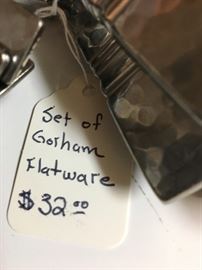 Set of
Gorham
Flatware
$32.00